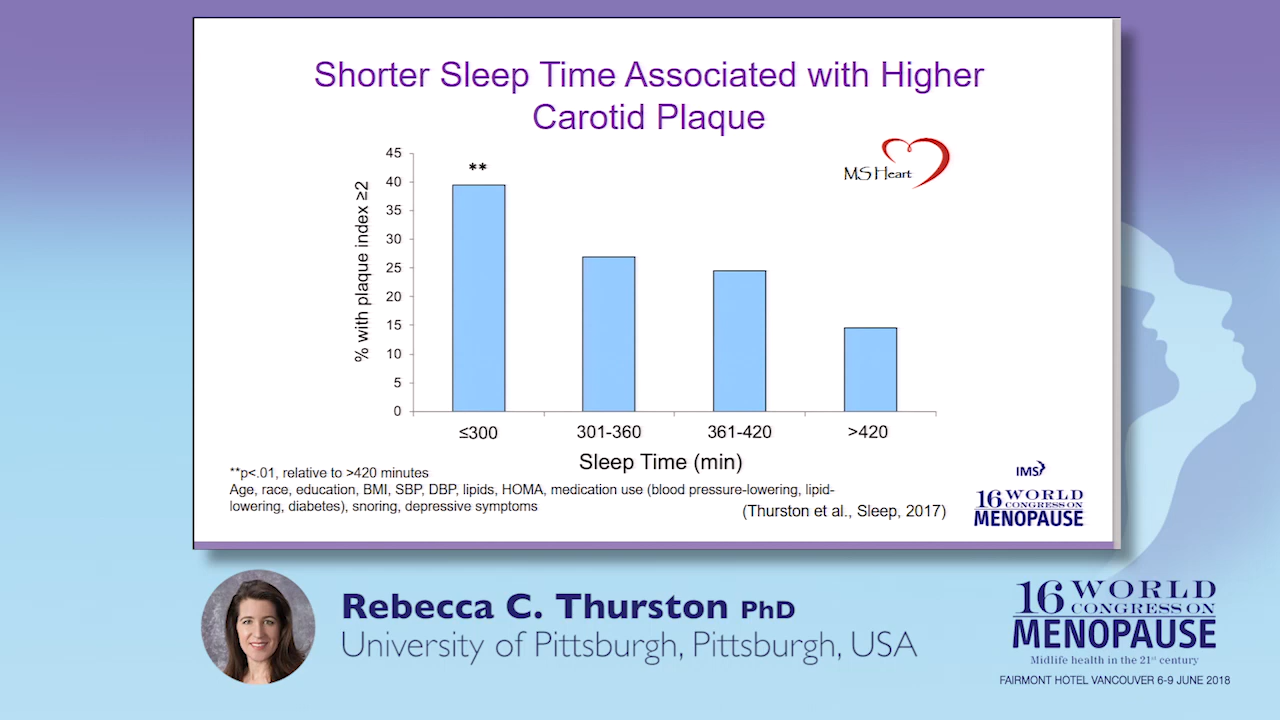 Shorter Sleep Time Associated with Higher
Carotid Plaque
MS Heart
% with plaque index ≥2
45
40
35
30
25
20
15
10
5
0
**
≤300
301-360
361-420
>420
Sleep Time (min)
**p<.01, relative to >420 minutes
Age, race, education, BMI, SBP, DBP, lipids, HOMA, medication use (blood pressure-lowering, lipid-
lowering, diabetes), snoring, depressive symptoms
(Thurston et al., Sleep, 2017)
IMS
16 WORLD
CONGRESS ON
MENOPAUSE
Rebecca C. Thurston PhD
University of Pittsburgh, Pittsburgh, USA
16 WORLD
CONGRESS ON
MENOPAUSE
Midlife health in the 21st century
FAIRMONT HOTEL VANCOUVER 6-9 JUNE 2018